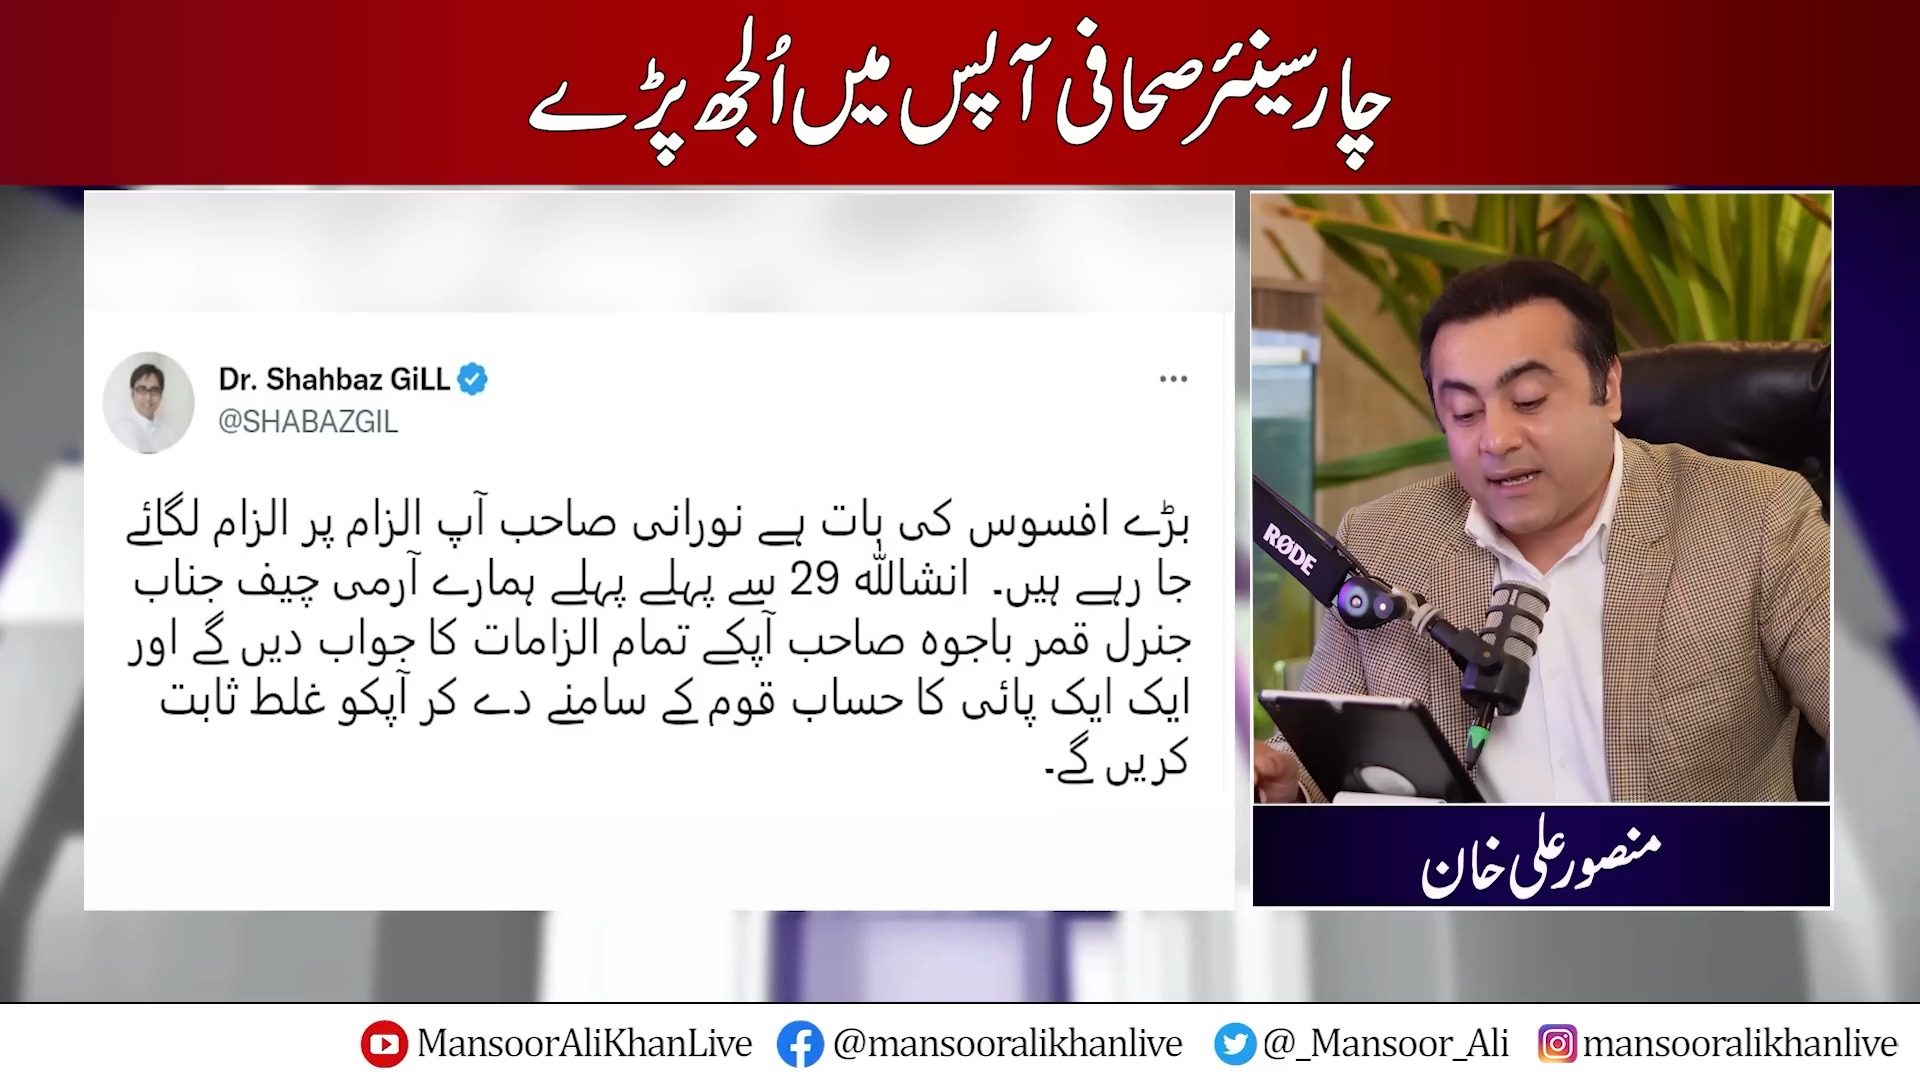 چار سینئر صحافی آپس میں اُلجھ پڑے
Dr. Shahbaz GiLL
@SHABAZGIL
بڑے افسوس کی بات ہے نورانی صاحب آپ الزام پر الزام لگائے
جا رہے ہیں۔ انشاللّٰہ 29 سے پہلے پہلے ہمارے آرمی چیف جناب
جنرل قمر باجوہ صاحب آپکے تمام الزامات کا جواب دیں گے اور
ایک ایک پائی کا حساب قوم کے سامنے دے کر آپکو غلط ثابت
کریں گے۔
RØDE
منصور علی خان
MansoorAliKhanLive @mansooralikhanlive @_Mansoor_Ali mansooralikhanlive